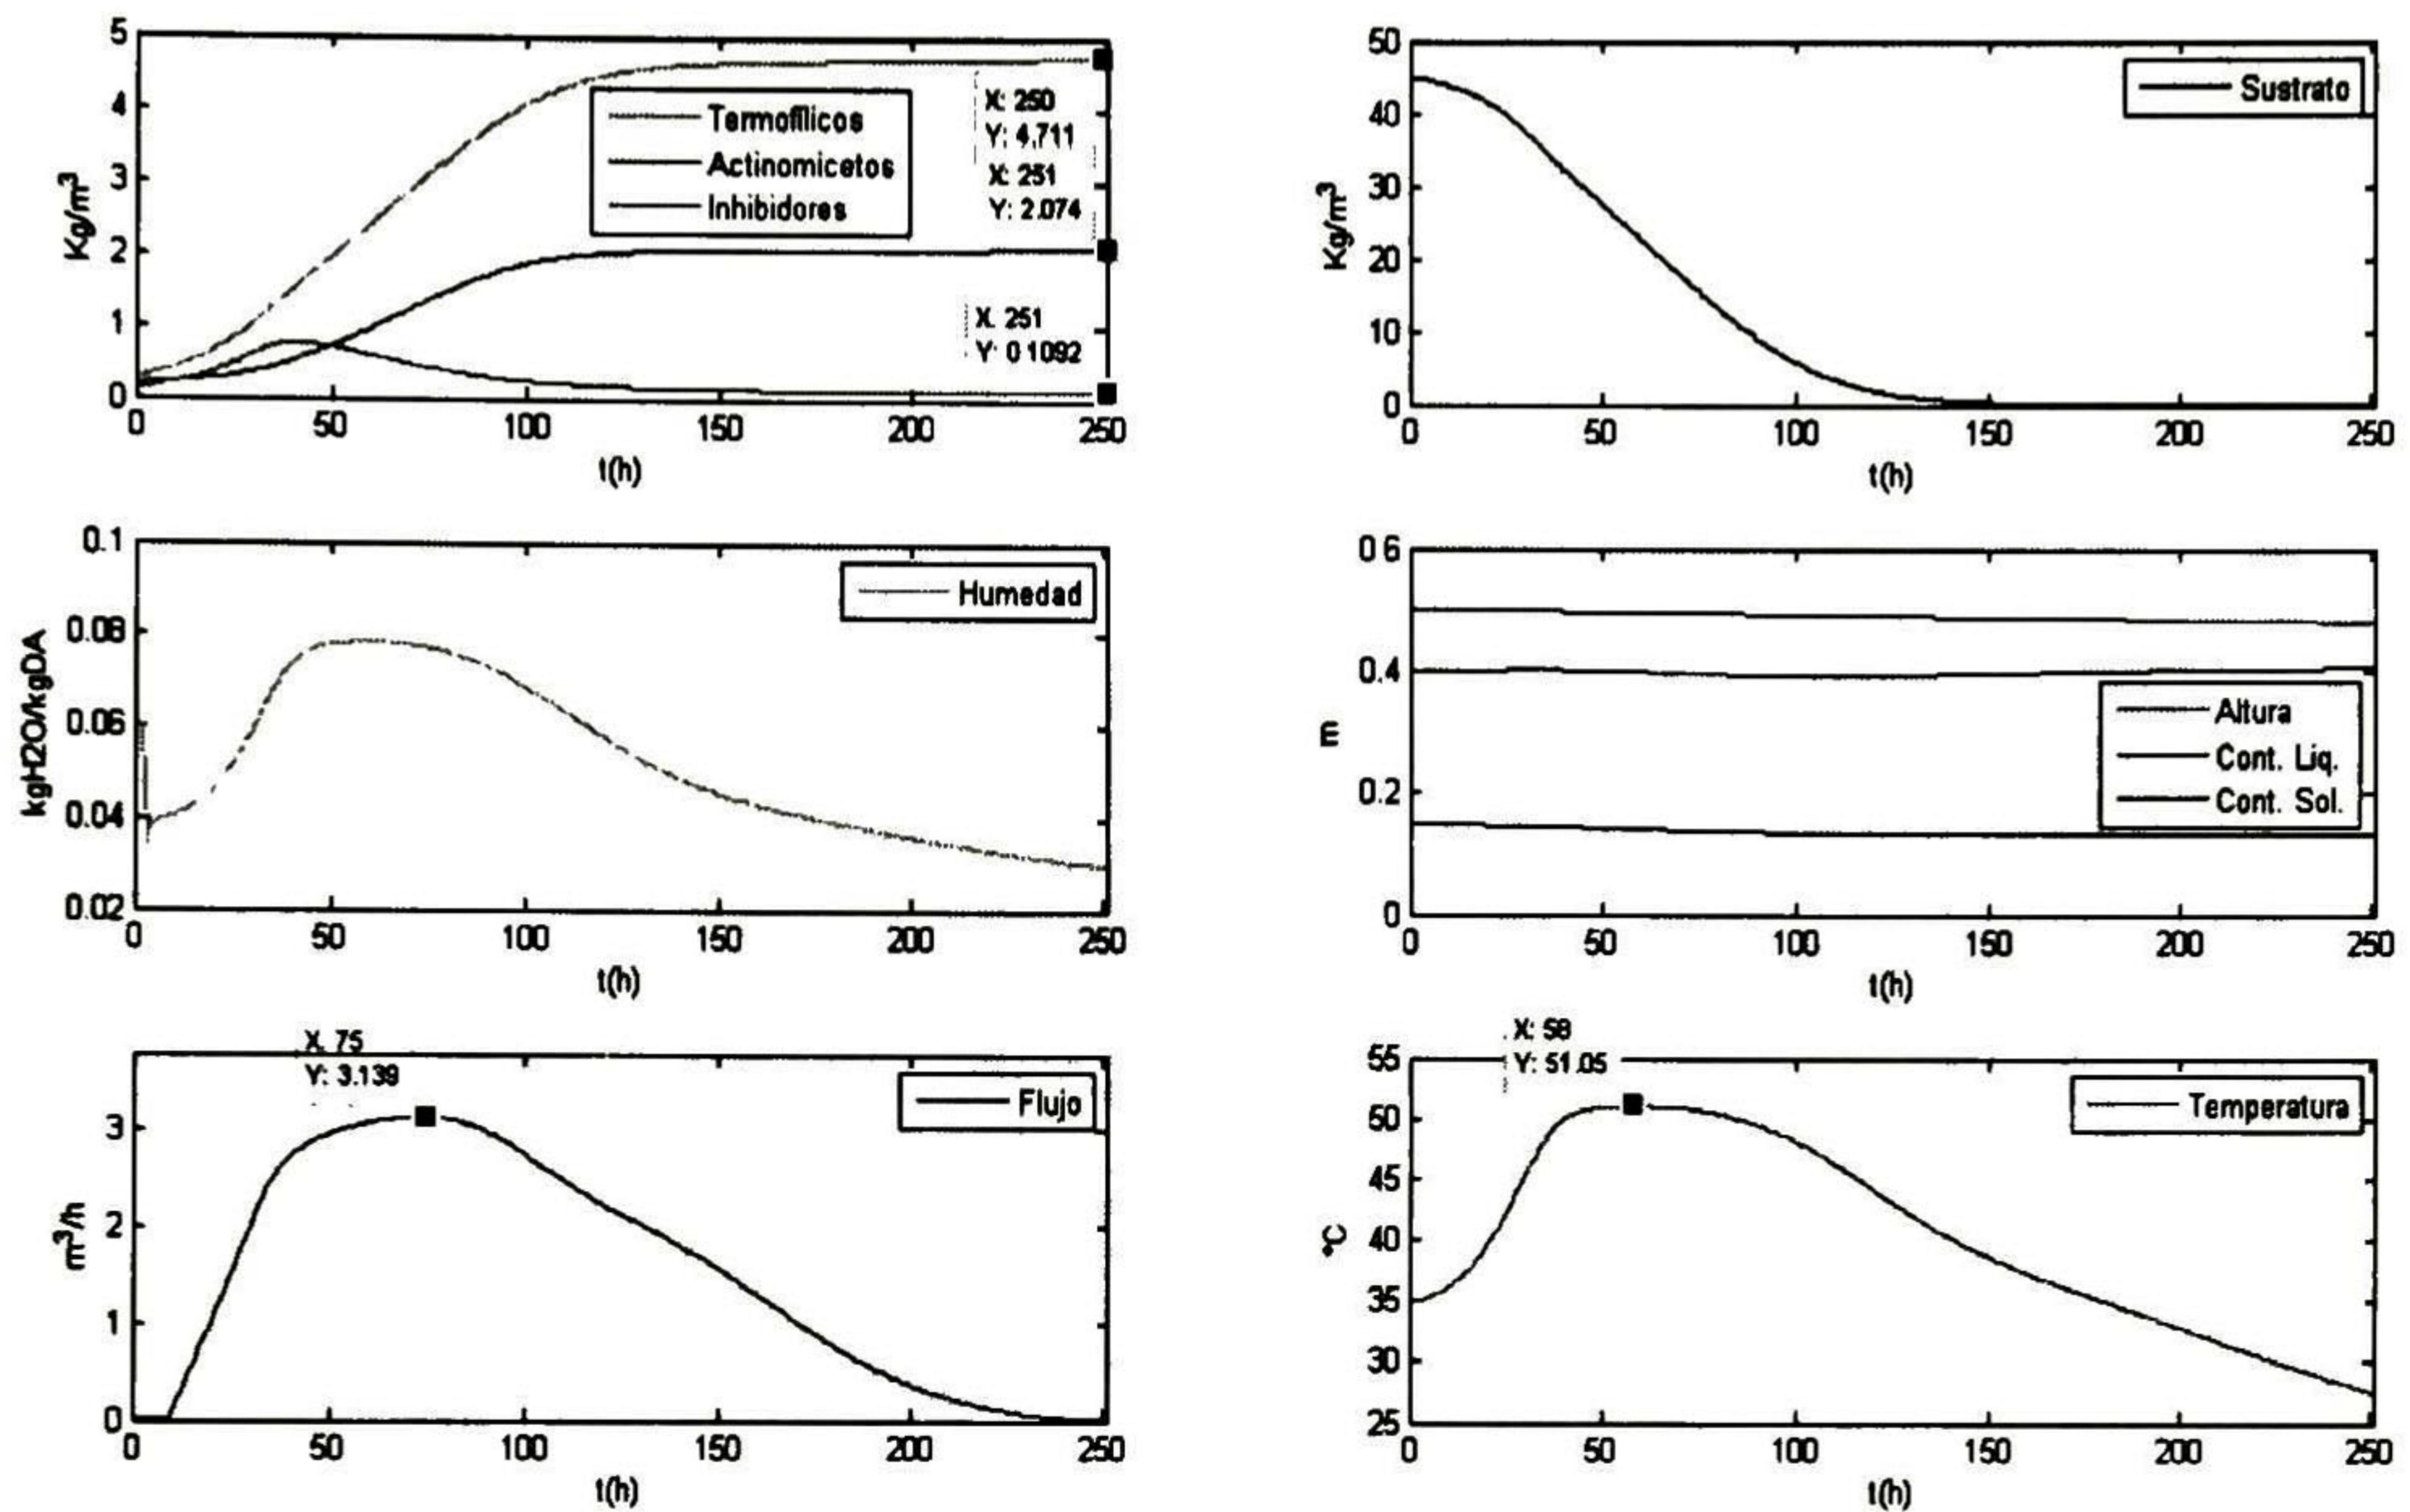 5
4
3
2
1
0
Kg/m³
Termofílicos
Actinomicetos
Inhibidores
X: 250
Y: 4.711
X: 251
Y: 2.074
X. 251
Y: 0 1092
0 50 100 150 200 250
t(h)
50
40
30
20
10
0
Kg/m³
Sustrato
0 50 100 150 200 250
t(h)
0.1
0.08
0.06
0.04
0.02
kgH2O/kgDA
Humedad
0 50 100 150 200 250
t(h)
0 6
0.4
0.2
0
m
Altura
Cont. Liq.
Cont. Sol.
0 50 100 150 200 250
t(h)
X. 75
Y: 3.139
3
2
1
0
m³/h
Flujo
0 50 100 150 200 250
t(h)
X: 58
Y: 51.05
55
50
45
40
35
30
25
°C
Temperatura
0 50 100 150 200 250
t(h)